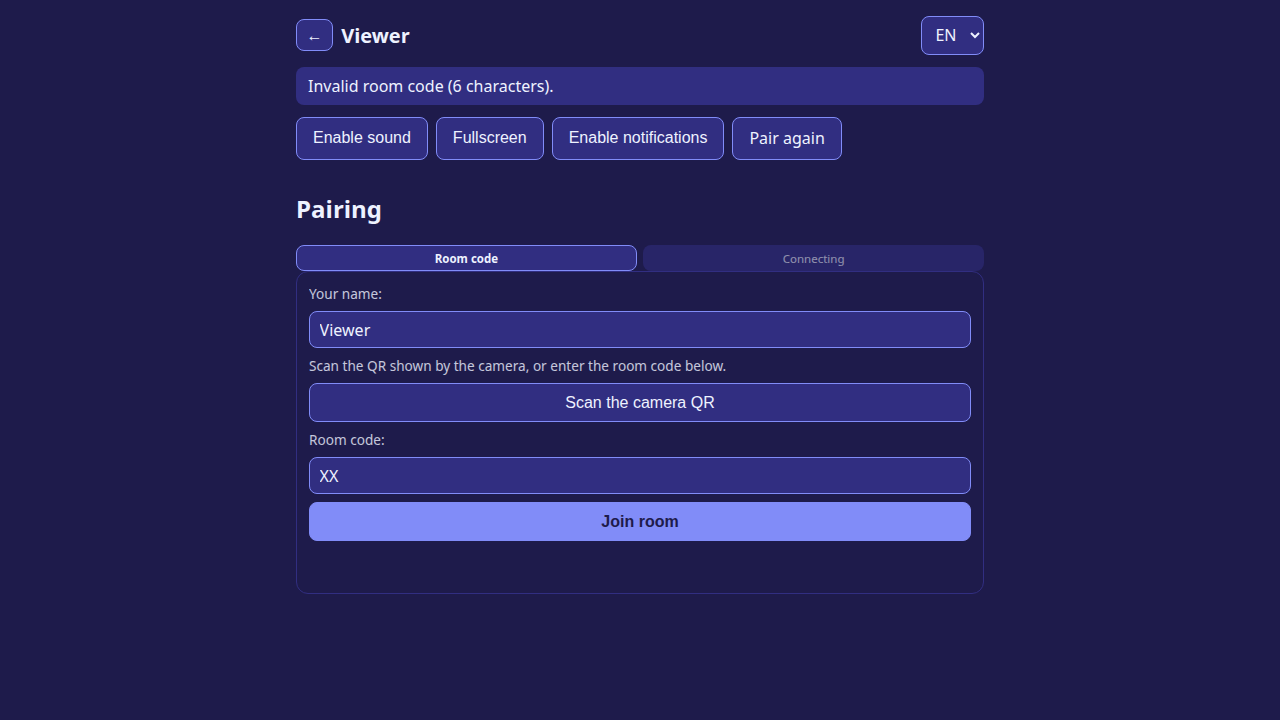 ← Viewer EN
Invalid room code (6 characters).
Enable sound Fullscreen Enable notifications Pair again
Pairing
Room code Connecting
Your name:
Viewer
Scan the QR shown by the camera, or enter the room code below.
Scan the camera QR
Room code:
XX
Join room